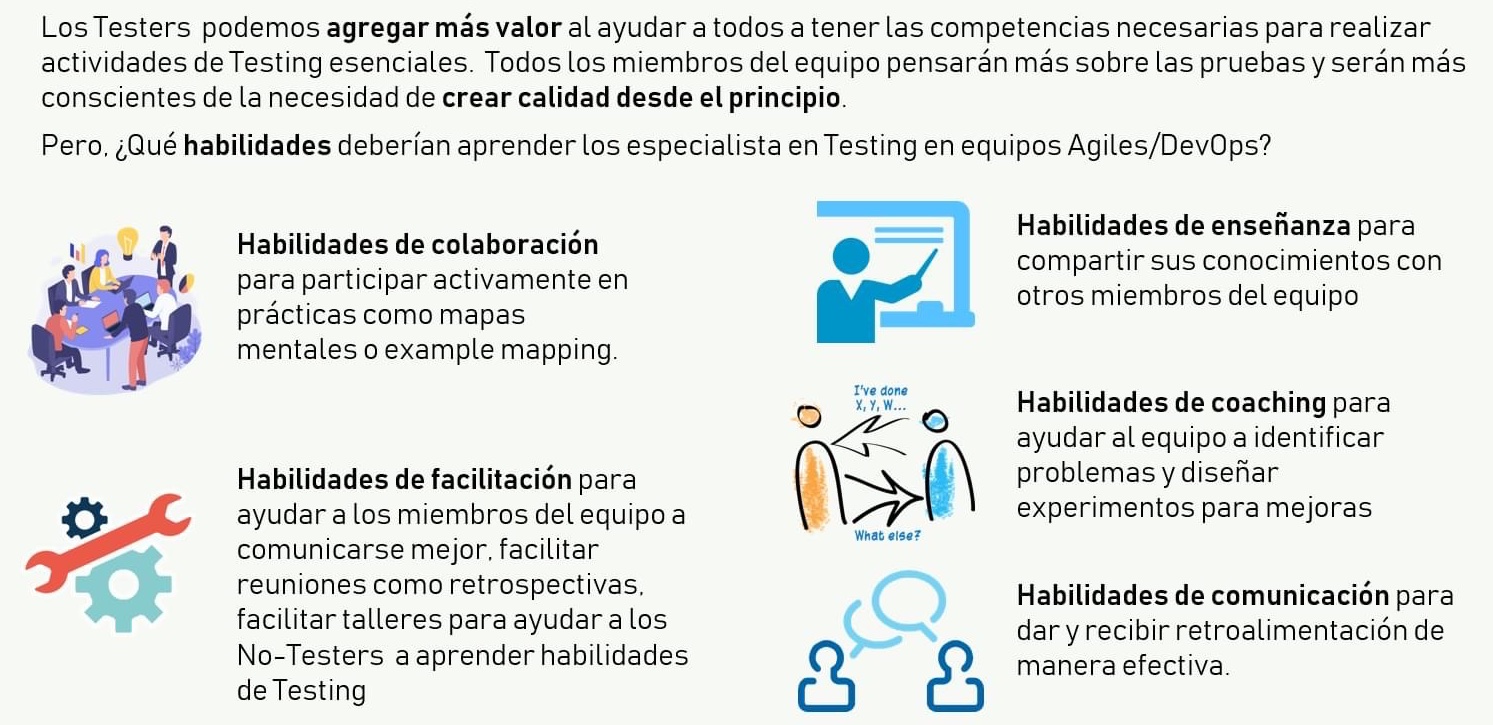 Los Testers podemos agregar más valor al ayudar a todos a tener las competencias necesarias para realizar
actividades de Testing esenciales. Todos los miembros del equipo pensarán más sobre las pruebas y serán más
conscientes de la necesidad de crear calidad desde el principio.
Pero, ¿Qué habilidades deberían aprender los especialista en Testing en equipos Agiles/DevOps?
Habilidades de colaboración
para participar activamente en
prácticas como mapas
mentales o example mapping.
Habilidades de facilitación para
ayudar a los miembros del equipo a
comunicarse mejor, facilitar
reuniones como retrospectivas,
facilitar talleres para ayudar a los
No-Testers a aprender habilidades
de Testing
Habilidades de enseñanza para
compartir sus conocimientos con
otros miembros del equipo
I've done
X, Y, W...
What else?
Habilidades de coaching para
ayudar al equipo a identificar
problemas y diseñar
experimentos para mejoras
Habilidades de comunicación para
dar y recibir retroalimentación de
manera efectiva.